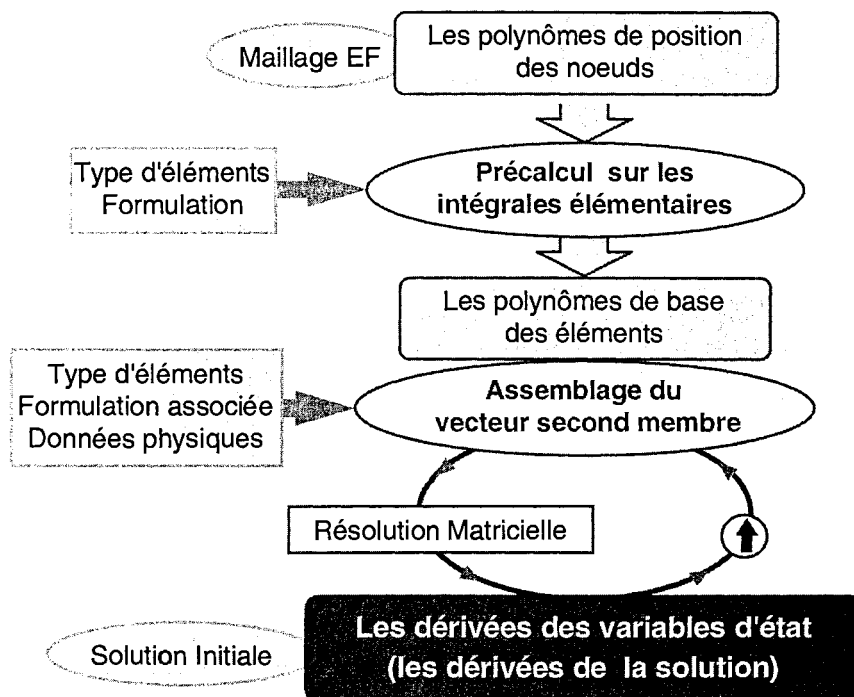 Maillage EF
Les polynômes de position
des noeuds
Type d'éléments
Formulation
Précalcul sur les
intégrales élémentaires
Les polynômes de base
des éléments
Type d'éléments
Formulation associée
Données physiques
Assemblage du
vecteur second membre
Résolution Matricielle
Solution Initiale
Les dérivées des variables d'état
(les dérivées de la solution)